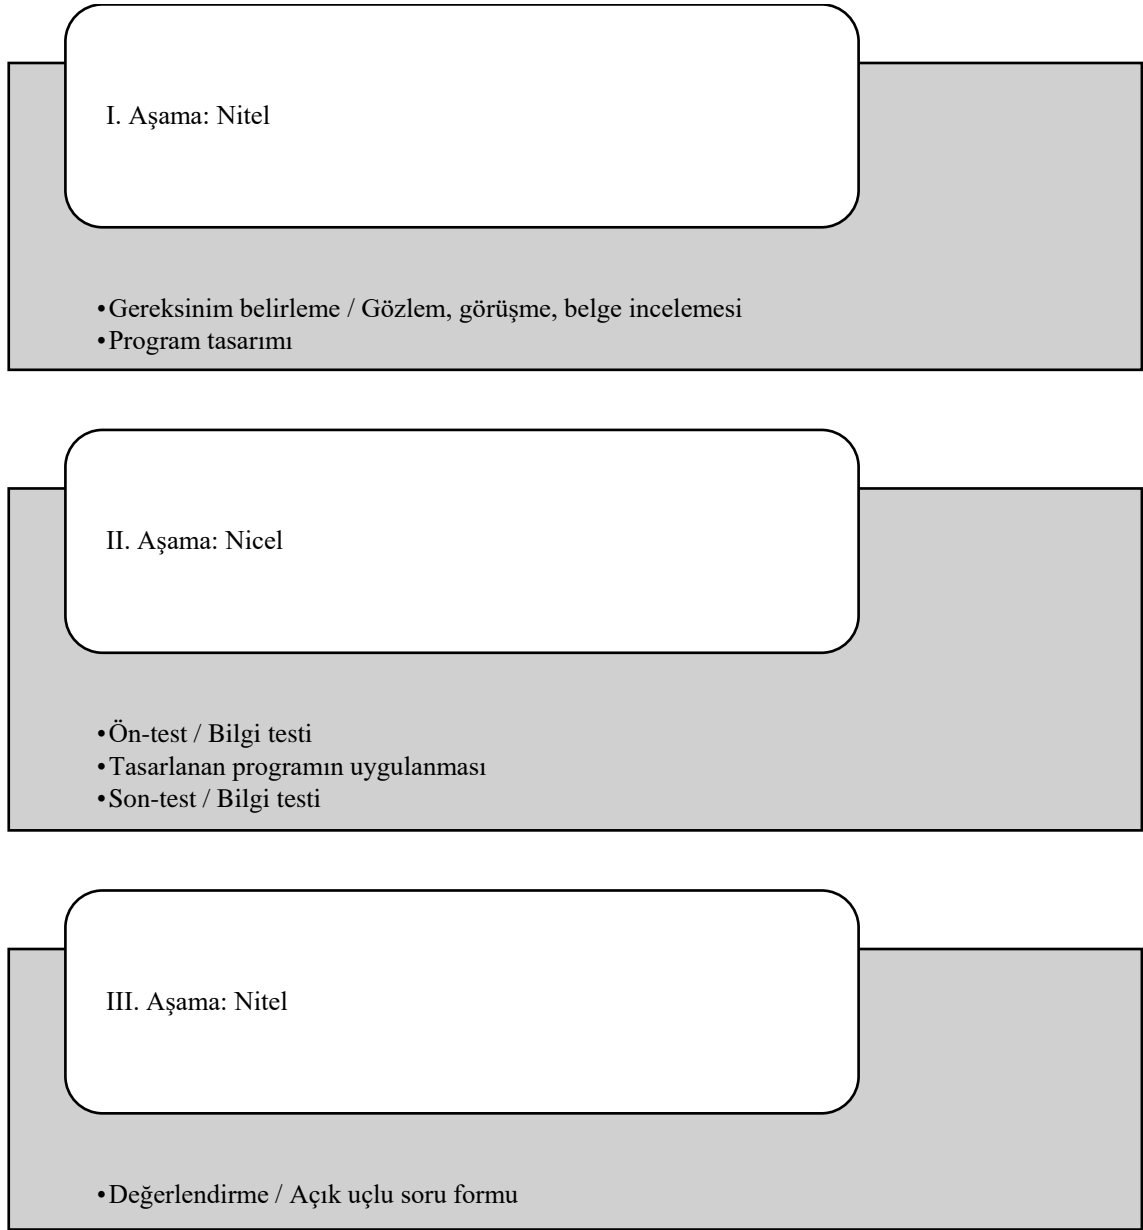 I. Aşama: Nitel
•Gereksinim belirleme / Gözlem, görüşme, belge incelemesi
•Program tasarımı
II. Aşama: Nicel
•Ön-test / Bilgi testi
•Tasarlanan programın uygulanması
•Son-test / Bilgi testi
III. Aşama: Nitel
•Değerlendirme / Açık uçlu soru formu